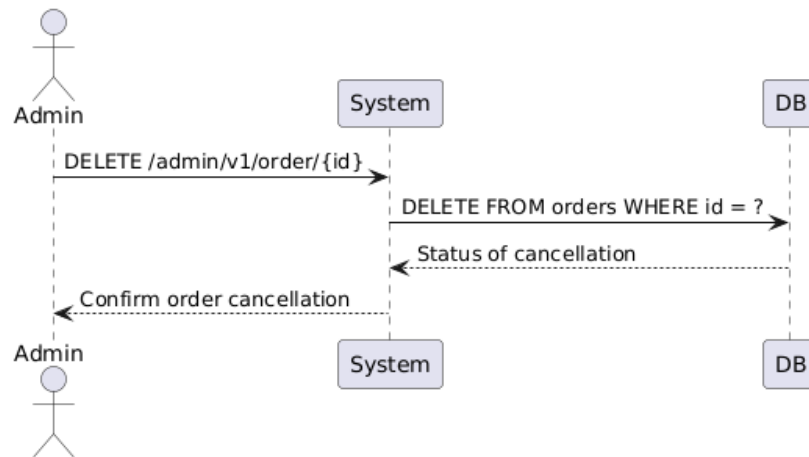 Admin
System
DB
DELETE /admin/v1/order/{id}
DELETE FROM orders WHERE id = ?
Status of cancellation
Confirm order cancellation
Admin
System
DB